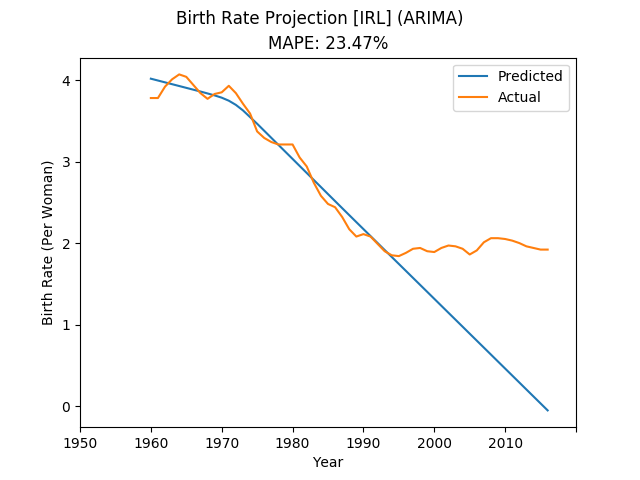 Birth Rate Projection [IRL] (ARIMA)
MAPE: 23.47%
Predicted
Actual
Birth Rate (Per Woman)
4
3
2
1
0
1950 1960 1970 1980 1990 2000 2010
Year